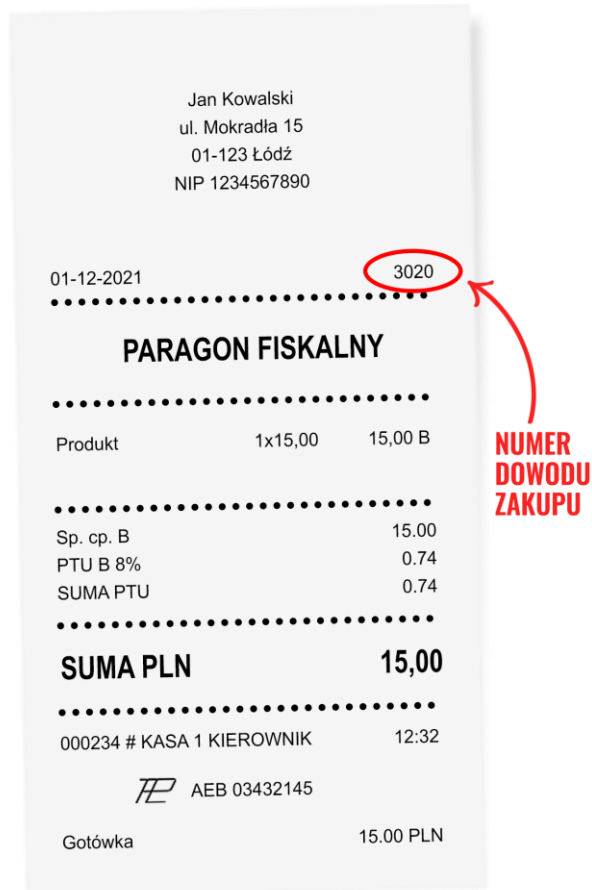 Jan Kowalski
ul. Mokradła 15
01-123 Łódź
NIP 1234567890
01-12-2021 3020
PARAGON FISKALNY
Produkt 1x15,00 15,00 B
NUMER
DOWODU
ZAKUPU
Sp. cp. B 15.00
PTU B 8% 0.74
SUMA PTU 0.74
SUMA PLN 15,00
000234 # KASA 1 KIEROWNIK 12:32
AEB 03432145
Gotówka 15.00 PLN